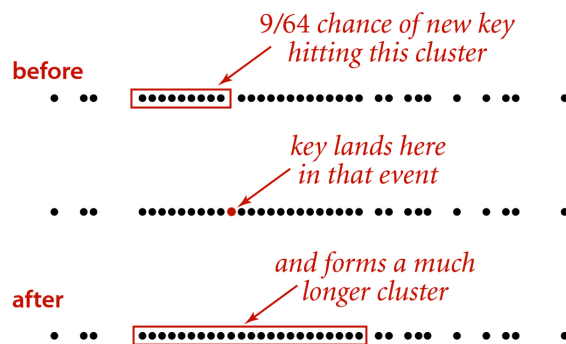 9/64 chance of new key
hitting this cluster
before
key lands here
in that event
and forms a much
longer cluster
after